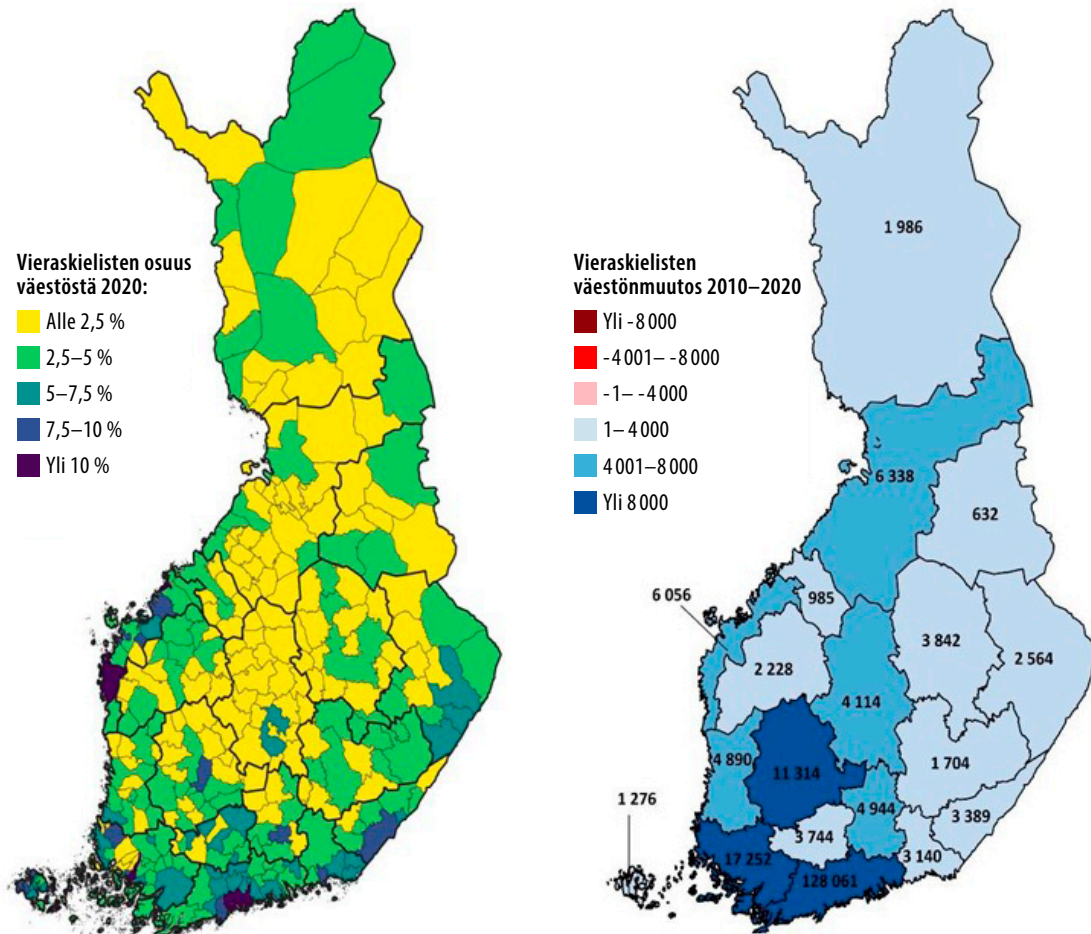 Vieraskielisten osuus
väestöstä 2020:
Alle 2,5 %
2,5–5 %
5–7,5 %
7,5–10 %
Yli 10 %
Vieraskielisten
väestönmuutos 2010–2020
Yli -8 000
-4 001– -8 000
-1– -4 000
1– 4 000
4 001–8 000
Yli 8 000
1 986
6 338
632
985
6 056
3 842
2 564
2 228
4 114
4 890
11 314
1 704
1 276
4 944
3 389
3 744
3 140
17 252
128 061